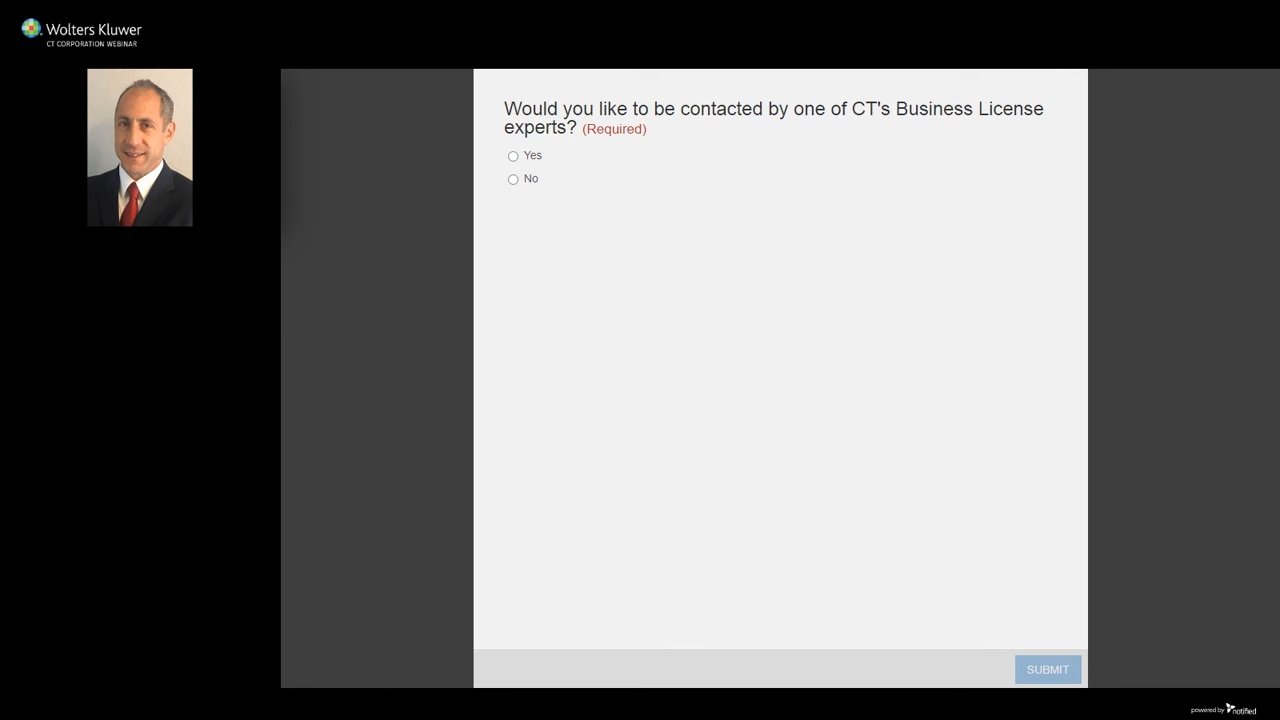 Wolters Kluwer
CT CORPORATION WEBINAR
Would you like to be contacted by one of CT's Business License
experts? (Required)
Yes
No
SUBMIT
powered by notified